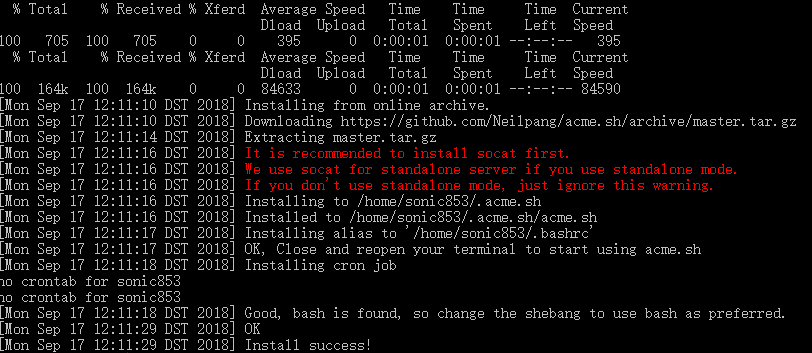 % Total % Received % Xferd Average Speed Time Time Time Current
Dload Upload Total Spent Left Speed
100 705 100 705 0 0 395 0 0:00:01 0:00:01 --:--:-- 395
% Total % Received % Xferd Average Speed Time Time Time Current
Dload Upload Total Spent Left Speed
100 164k 100 164k 0 0 84633 0 0:00:01 0:00:01 --:--:-- 84590
[Mon Sep 17 12:11:10 DST 2018] Installing from online archive.
[Mon Sep 17 12:11:10 DST 2018] Downloading https://github.com/Neilpang/acme.sh/archive/master.tar.gz
[Mon Sep 17 12:11:14 DST 2018] Extracting master.tar.gz
[Mon Sep 17 12:11:16 DST 2018] It is recommended to install socat first.
[Mon Sep 17 12:11:16 DST 2018] We use socat for standalone server if you use standalone mode.
[Mon Sep 17 12:11:16 DST 2018] If you don't use standalone mode, just ignore this warning.
[Mon Sep 17 12:11:16 DST 2018] Installing to /home/sonic853/.acme.sh
[Mon Sep 17 12:11:16 DST 2018] Installed to /home/sonic853/.acme.sh/acme.sh
[Mon Sep 17 12:11:17 DST 2018] Installing alias to '/home/sonic853/.bashrc'
[Mon Sep 17 12:11:17 DST 2018] OK, Close and reopen your terminal to start using acme.sh
[Mon Sep 17 12:11:18 DST 2018] Installing cron job
no crontab for sonic853
no crontab for sonic853
[Mon Sep 17 12:11:18 DST 2018] Good, bash is found, so change the shebang to use bash as preferred.
[Mon Sep 17 12:11:29 DST 2018] OK
[Mon Sep 17 12:11:29 DST 2018] Install success!